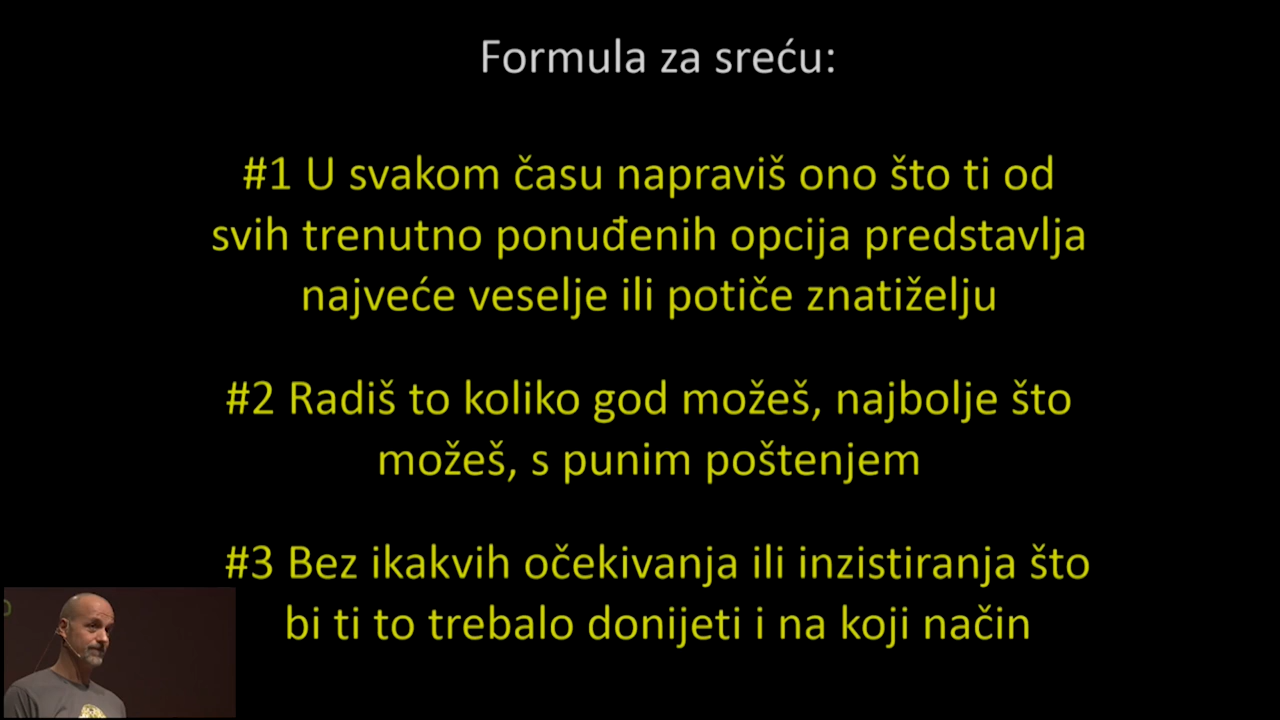 Formula za sreću:
#1 U svakom času napraviš ono što ti od
svih trenutno ponuđenih opcija predstavlja
najveće veselje ili potiče znatiželju
#2 Radiš to koliko god možeš, najbolje što
možeš, s punim poštenjem
#3 Bez ikakvih očekivanja ili inzistiranja što
bi ti to trebalo donijeti i na koji način